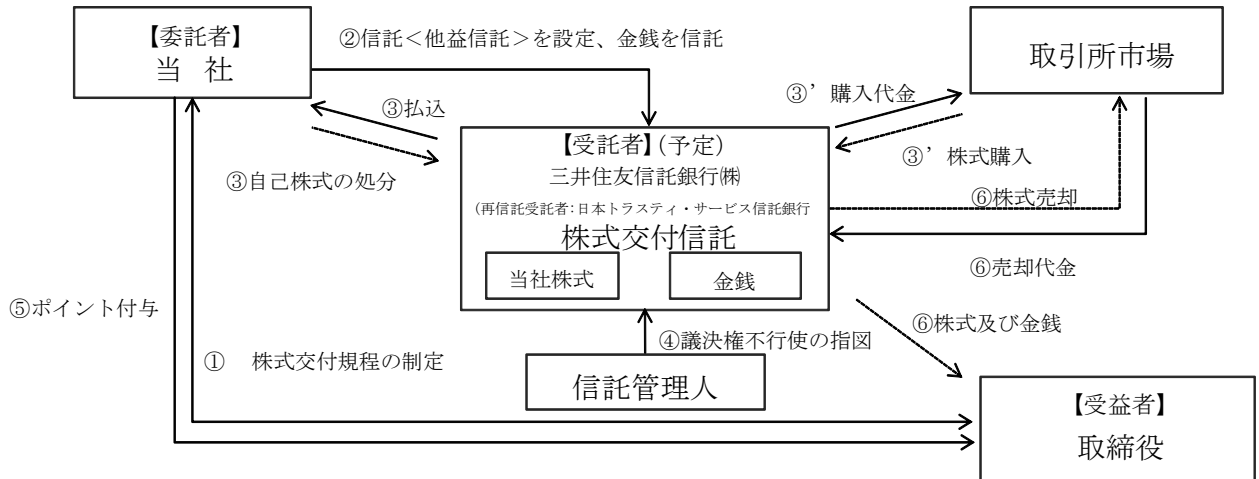 【委託者】
当 社
②信託＜他益信託＞を設定、金銭を信託
取引所市場
③払込
③’購入代金
【受託者】(予定)
三井住友信託銀行㈱
(再信託受託者:日本トラスティ・サービス信託銀行
株式交付信託
当社株式
金銭
③自己株式の処分
③’株式購入
⑥株式売却
⑥売却代金
⑤ポイント付与
⑥株式及び金銭
④議決権不行使の指図
① 株式交付規程の制定
信託管理人
【受益者】
取締役